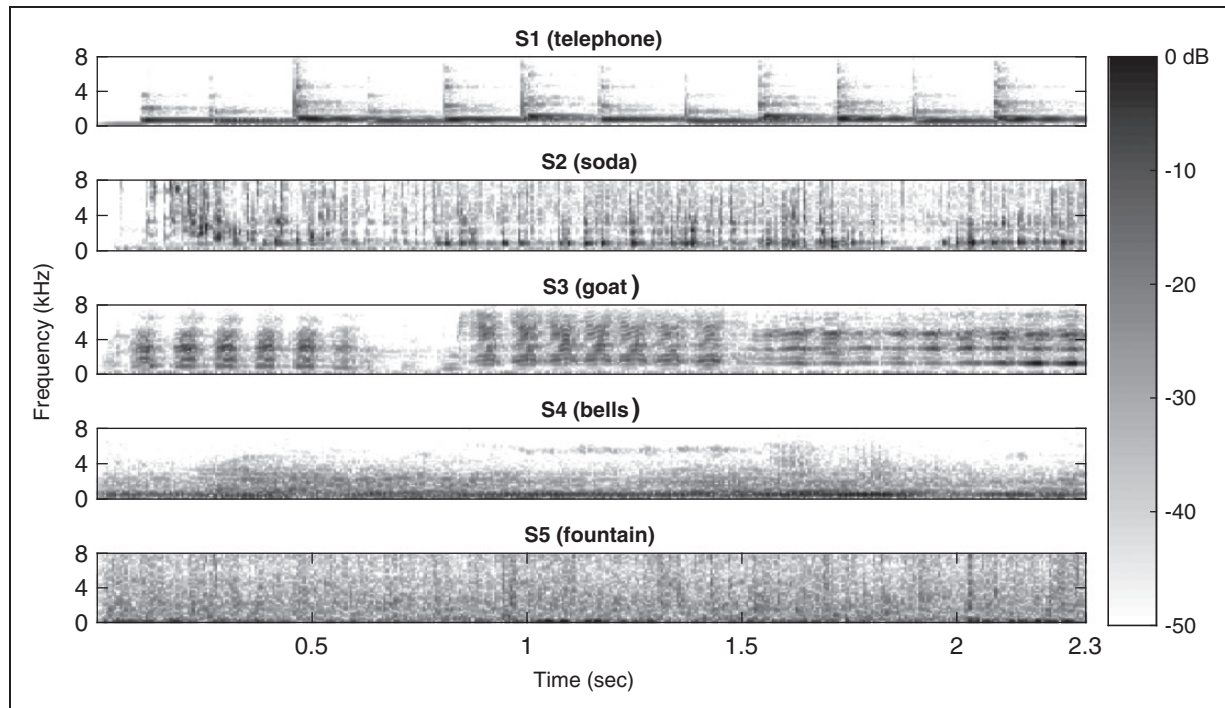 S1 (telephone)
8
4
0
S2 (soda)
8
4
0
S3 (goat)
8
4
0
S4 (bells)
8
4
0
S5 (fountain)
8
4
0
0.5 1 1.5 2 2.3
Time (sec)
Frequency (kHz)
0 dB
-10
-20
-30
-40
-50